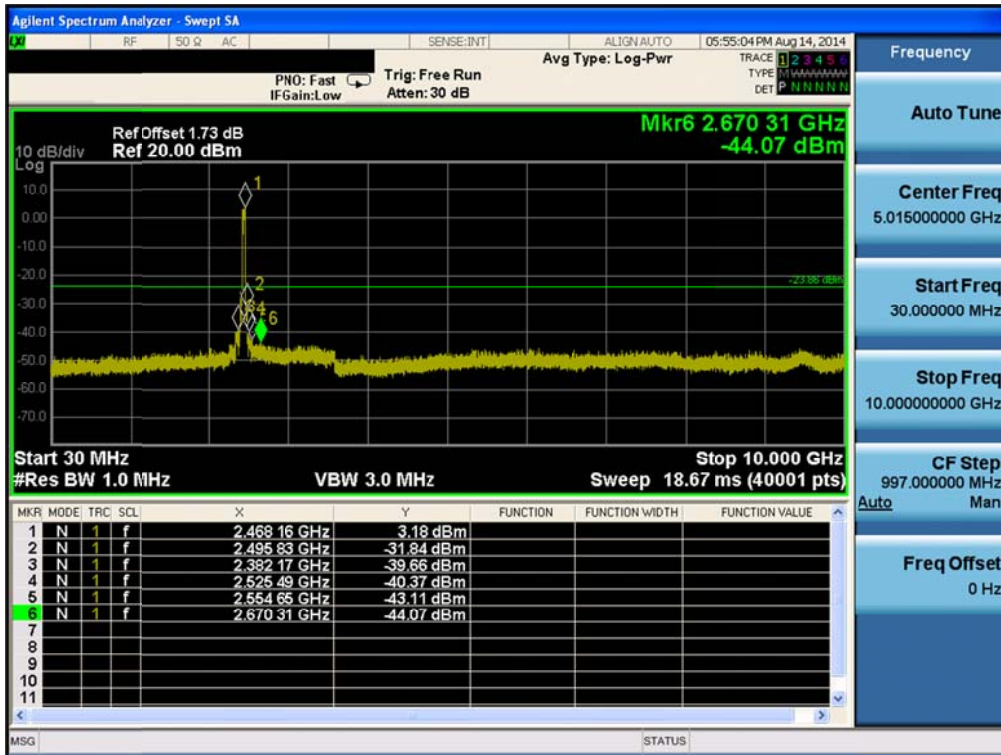 Agilent Spectrum Analyzer - Swept SA
LXI RF 50 Ω AC SENSE:INT ALIGN AUTO 05:55:04 PM Aug 14, 2014
Avg Type: Log-Pwr
TRACE 1 2 3 4 5 6
PNO: Fast Trig: Free Run
TYPE M
IFGain:Low Atten: 30 dB
DET P N N N N N
Frequency
Mkr6 2.670 31 GHz
-44.07 dBm
Ref Offset 1.73 dB
10 dB/div Ref 20.00 dBm
Log
10.0
0.00
-10.0
-20.0
-30.0
-40.0
-50.0
-60.0
-70.0
1
2
3
4
6
-23.86 dBm
Start 30 MHz Stop 10.000 GHz
#Res BW 1.0 MHz VBW 3.0 MHz Sweep 18.67 ms (40001 pts)
MKR MODE TRC SCL X Y FUNCTION FUNCTION WIDTH FUNCTION VALUE
1 N 1 f 2.468 16 GHz 3.18 dBm
2 N 1 f 2.495 83 GHz -31.84 dBm
3 N 1 f 2.382 17 GHz -39.66 dBm
4 N 1 f 2.525 49 GHz -40.37 dBm
5 N 1 f 2.554 65 GHz -43.11 dBm
6 N 1 f 2.670 31 GHz -44.07 dBm
7
8
9
10
11
MSG STATUS
Auto Tune
Center Freq
5.015000000 GHz
Start Freq
30.000000 MHz
Stop Freq
10.000000000 GHz
CF Step
997.000000 MHz
Auto Man
Freq Offset
0 Hz